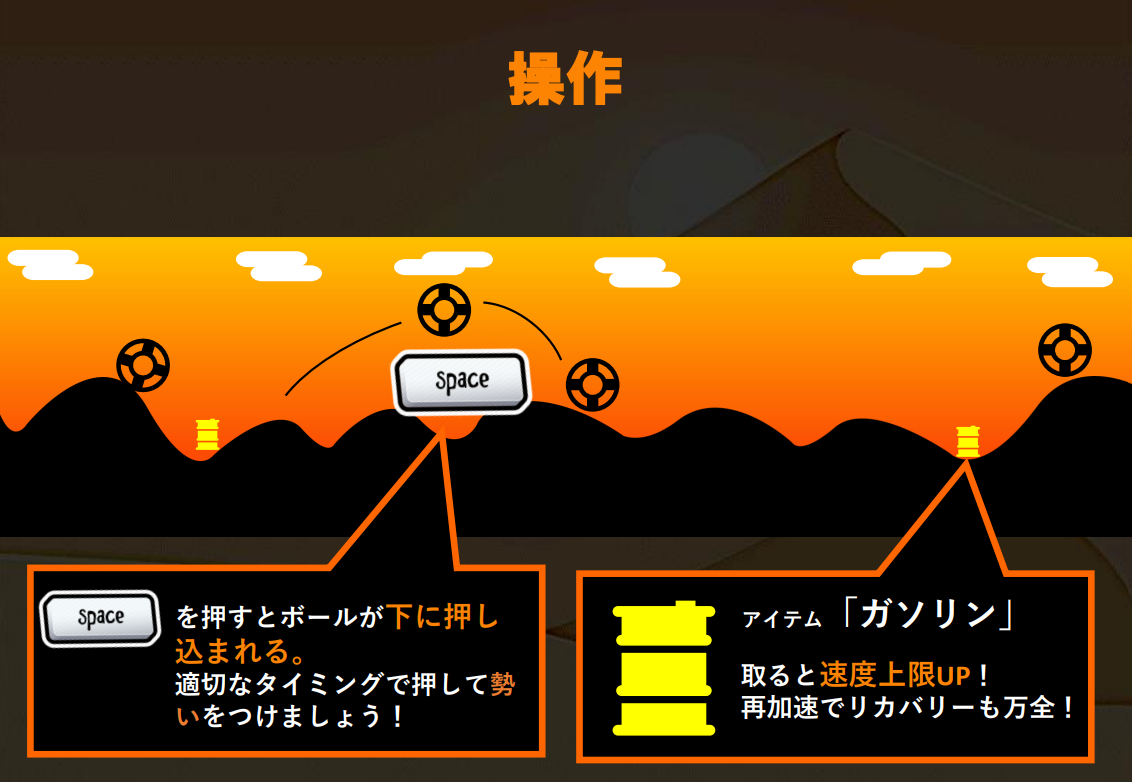 操作
Space
Space
を押すとボールが下に押し
込まれる。
適切なタイミングで押して勢
いをつけましょう！
アイテム「ガソリン」
取ると速度上限UP！
再加速でリカバリーも万全！